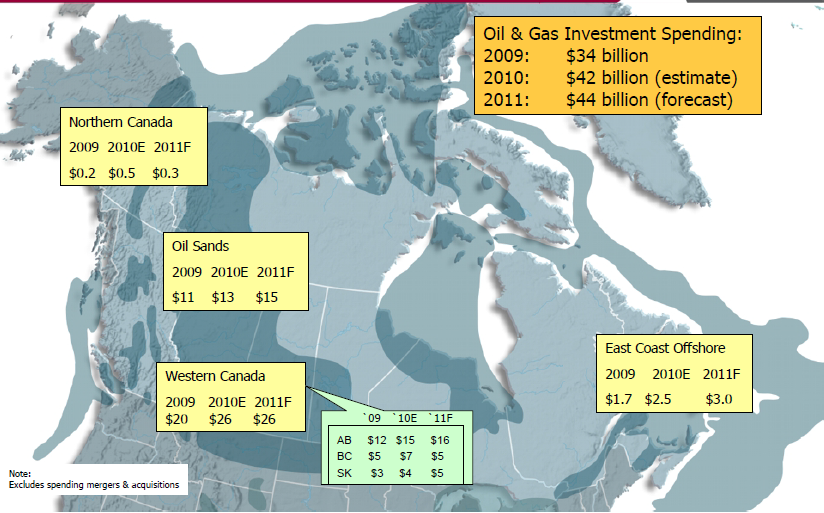 Oil & Gas Investment Spending:
2009: $34 billion
2010: $42 billion (estimate)
2011: $44 billion (forecast)
Northern Canada
2009 2010E 2011F
$0.2 $0.5 $0.3
Oil Sands
2009 2010E 2011F
$11 $13 $15
East Coast Offshore
2009 2010E 2011F
$1.7 $2.5 $3.0
Western Canada
2009 2010E 2011F
$20 $26 $26
`09 `10E `11F
AB $12 $15 $16
BC $5 $7 $5
SK $3 $4 $5
Note:
Excludes spending mergers & acquisitions